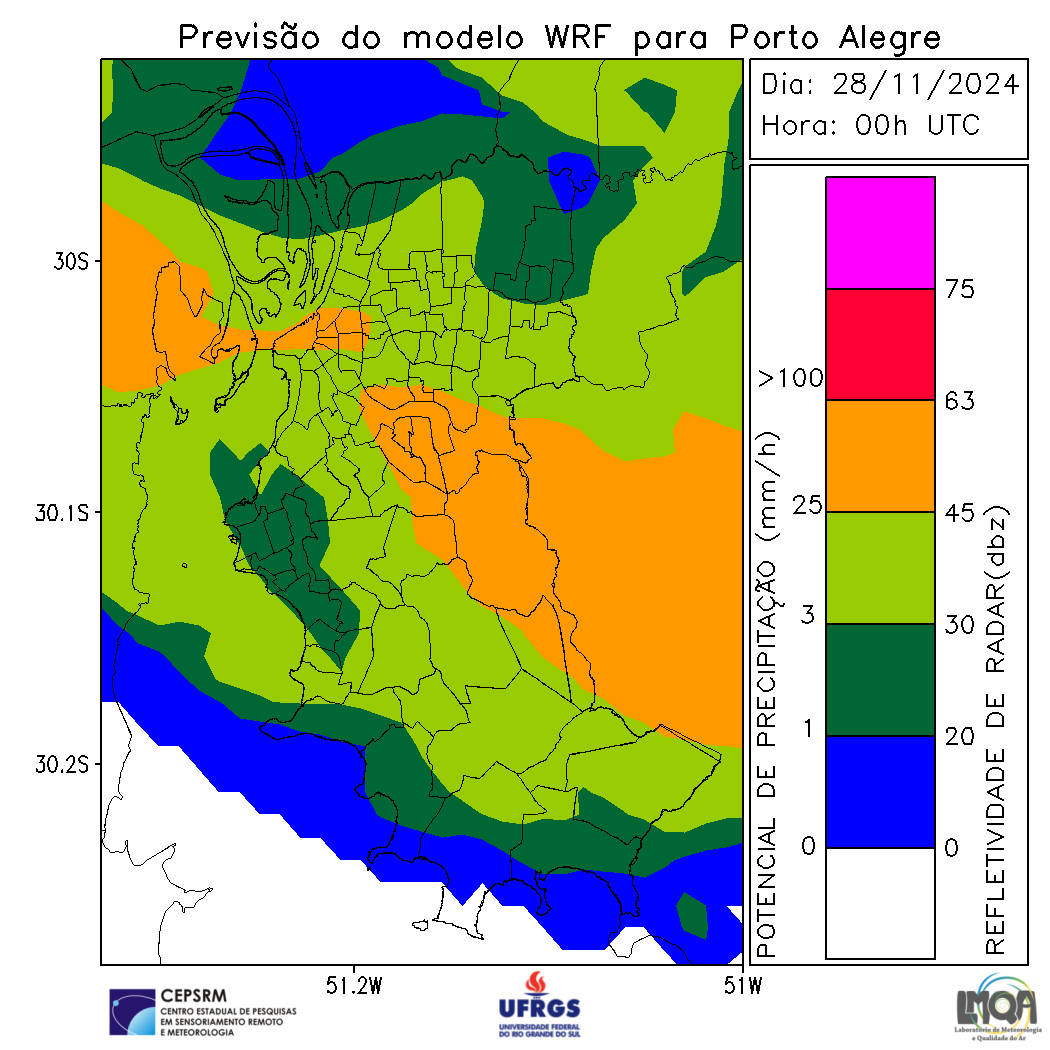 Previsão do modelo WRF para Porto Alegre
Dia: 28/11/2024
Hora: 00h UTC
30S
30.1S
30.2S
51.2W
51W
POTENCIAL DE PRECIPITAÇÃO (mm/h)
>100
25
3
1
0
75
63
45
30
20
0
REFLETIVIDADE DE RADAR(dbz)
CEPSRM
CENTRO ESTADUAL DE PESQUISAS
EM SENSORIAMENTO REMOTO
E METEOROLOGIA
UFRGS
UNIVERSIDADE FEDERAL
DO RIO GRANDE DO SUL
LMQA
Laboratório de Meteorologia
e Qualidade do Ar